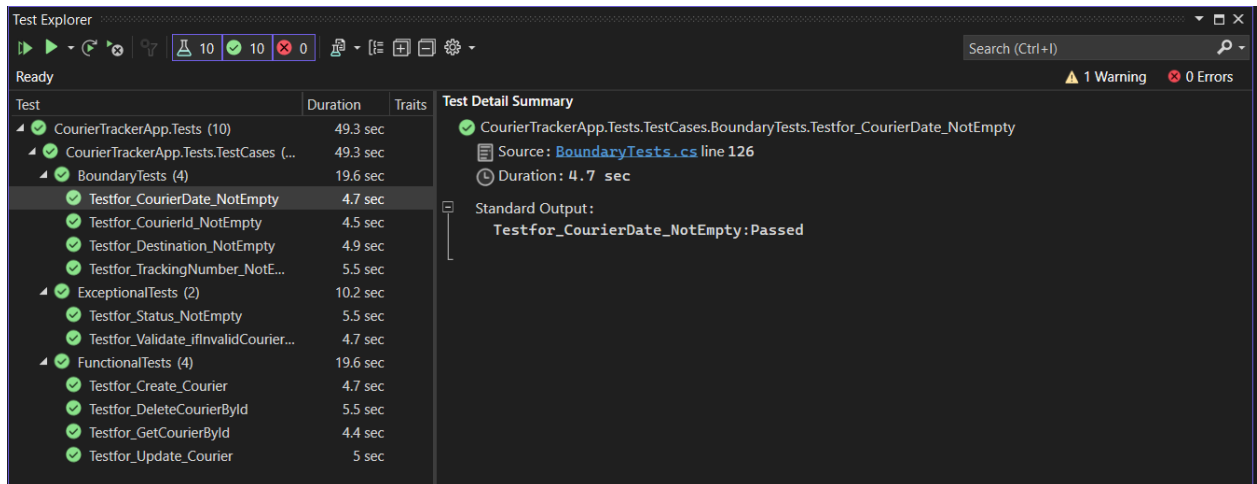 Test Explorer
10 10 0 Search (Ctrl+I)
Ready 1 Warning 0 Errors
Test Duration Traits
CourierTrackerApp.Tests (10) 49.3 sec
CourierTrackerApp.Tests.TestCases (... 49.3 sec
BoundaryTests (4) 19.6 sec
Testfor_CourierDate_NotEmpty 4.7 sec
Testfor_CourierId_NotEmpty 4.5 sec
Testfor_Destination_NotEmpty 4.9 sec
Testfor_TrackingNumber_NotE... 5.5 sec
ExceptionalTests (2) 10.2 sec
Testfor_Status_NotEmpty 5.5 sec
Testfor_Validate_ifInvalidCourier... 4.7 sec
FunctionalTests (4) 19.6 sec
Testfor_Create_Courier 4.7 sec
Testfor_DeleteCourierById 5.5 sec
Testfor_GetCourierById 4.4 sec
Testfor_Update_Courier 5 sec
Test Detail Summary
CourierTrackerApp.Tests.TestCases.BoundaryTests.Testfor_CourierDate_NotEmpty
Source: BoundaryTests.cs line 126
Duration: 4.7 sec
Standard Output:
Testfor_CourierDate_NotEmpty:Passed